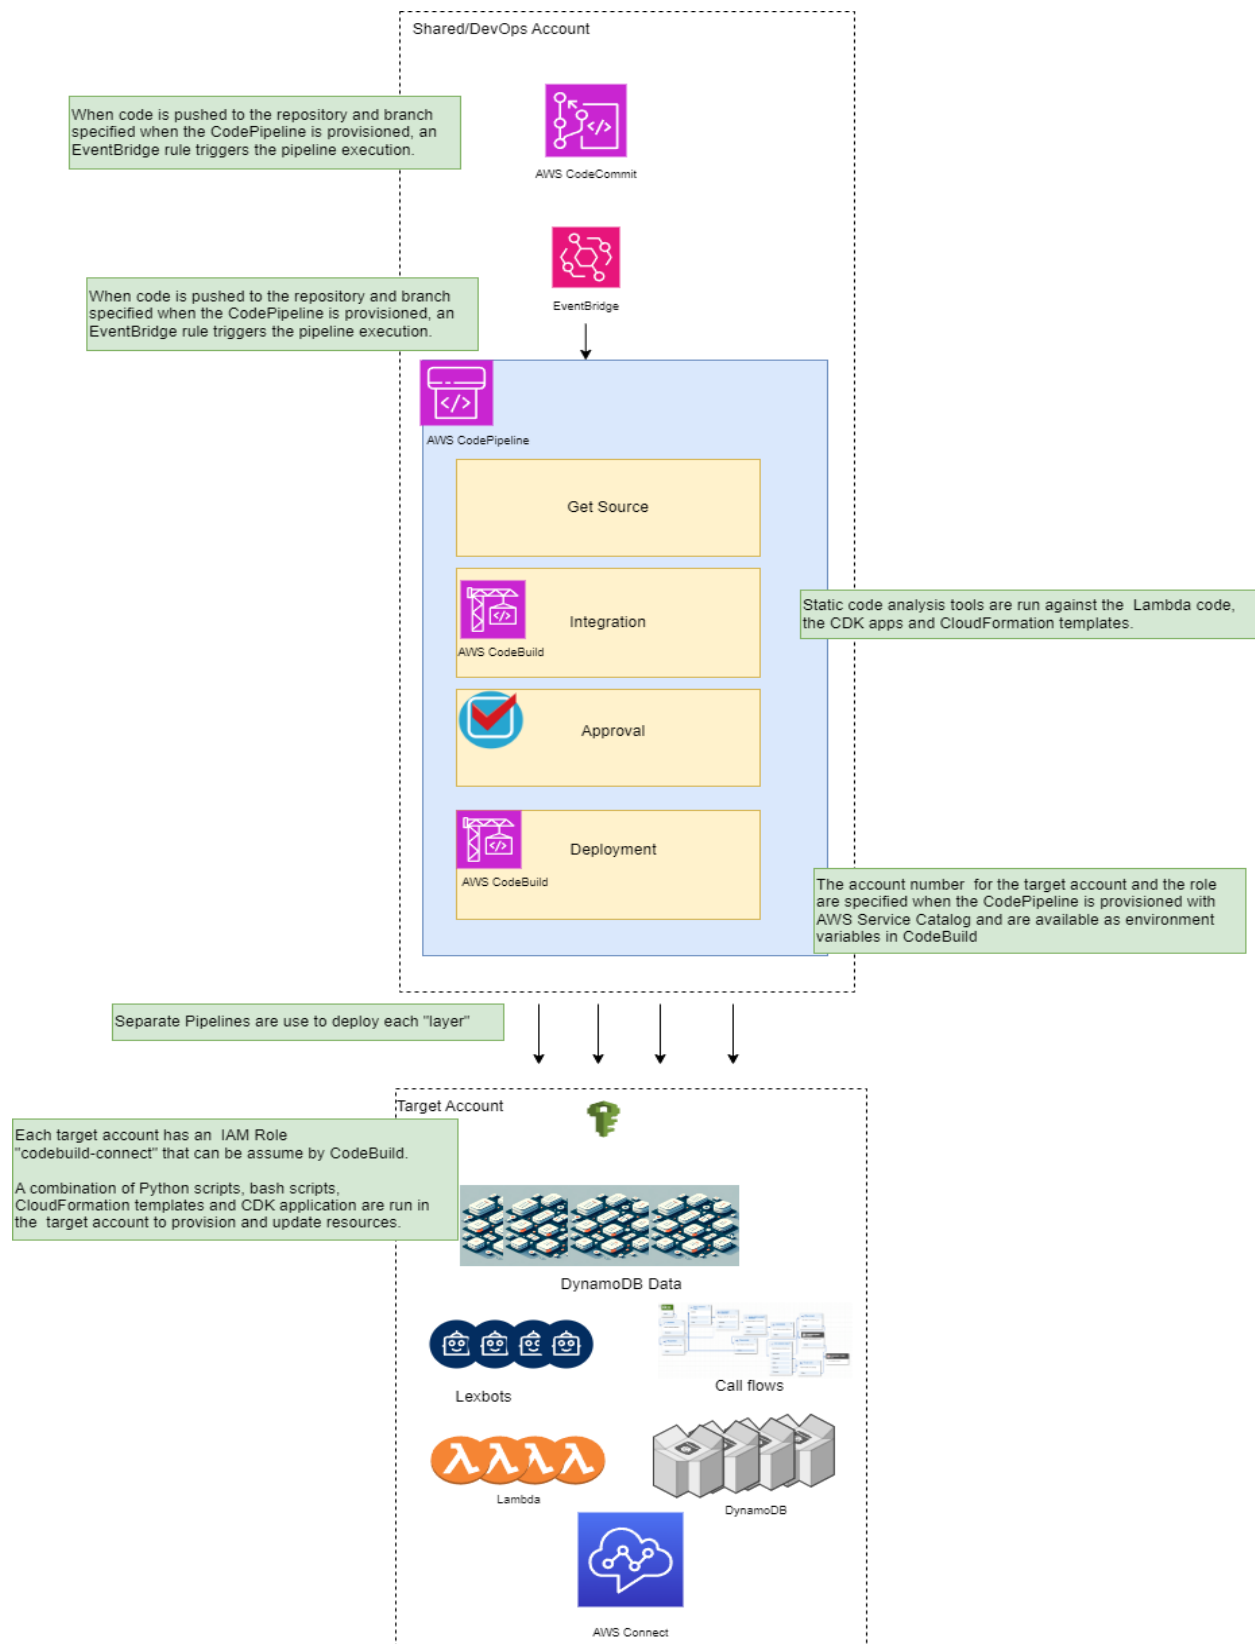 Shared/DevOps Account
When code is pushed to the repository and branch
specified when the CodePipeline is provisioned, an
EventBridge rule triggers the pipeline execution.
AWS CodeCommit
When code is pushed to the repository and branch
specified when the CodePipeline is provisioned, an
EventBridge rule triggers the pipeline execution.
EventBridge
AWS CodePipeline
Get Source
Integration
AWS CodeBuild
Static code analysis tools are run against the Lambda code,
the CDK apps and CloudFormation templates.
Approval
Deployment
AWS CodeBuild
The account number for the target account and the role
are specified when the CodePipeline is provisioned with
AWS Service Catalog and are available as environment
variables in CodeBuild
Separate Pipelines are use to deploy each "layer"
Target Account
Each target account has an IAM Role
"codebuild-connect" that can be assume by CodeBuild.
A combination of Python scripts, bash scripts,
CloudFormation templates and CDK application are run in
the target account to provision and update resources.
DynamoDB Data
Lexbots
Call flows
Lambda
DynamoDB
AWS Connect